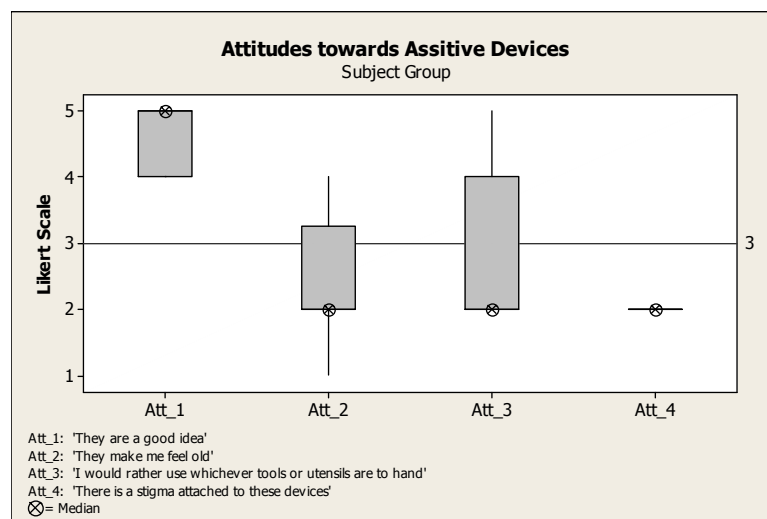 Attitudes towards Assitive Devices
Subject Group
Likert Scale
5
4
3
2
1
3
Att_1
Att_2
Att_3
Att_4
Att_1: 'They are a good idea'
Att_2: 'They make me feel old'
Att_3: 'I would rather use whichever tools or utensils are to hand'
Att_4: 'There is a stigma attached to these devices'
= Median